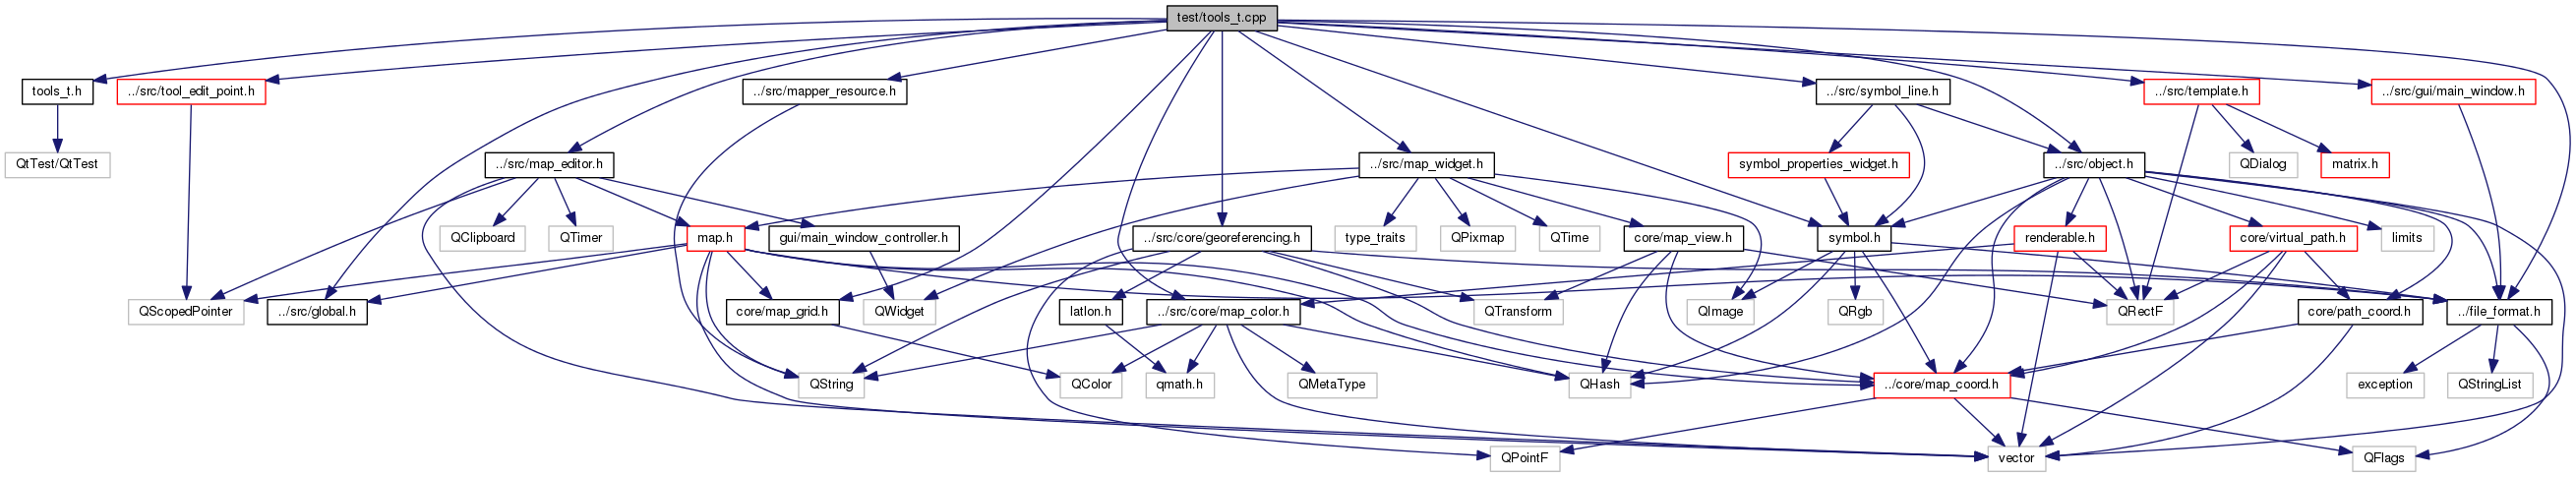 test/tools_t.cpp
tools_t.h
../src/tool_edit_point.h
../src/mapper_resource.h
../src/symbol_line.h
../src/template.h
../src/gui/main_window.h
QtTest/QtTest
../src/map_editor.h
../src/map_widget.h
symbol_properties_widget.h
../src/object.h
QDialog
matrix.h
QClipboard
QTimer
map.h
gui/main_window_controller.h
type_traits
QPixmap
QTime
../src/core/georeferencing.h
core/map_view.h
symbol.h
renderable.h
core/virtual_path.h
limits
QScopedPointer
../src/global.h
core/map_grid.h
QWidget
latlon.h
../src/core/map_color.h
QTransform
QImage
QRgb
QRectF
core/path_coord.h
../file_format.h
QString
QColor
qmath.h
QMetaType
QHash
../core/map_coord.h
exception
QStringList
QPointF
vector
QFlags